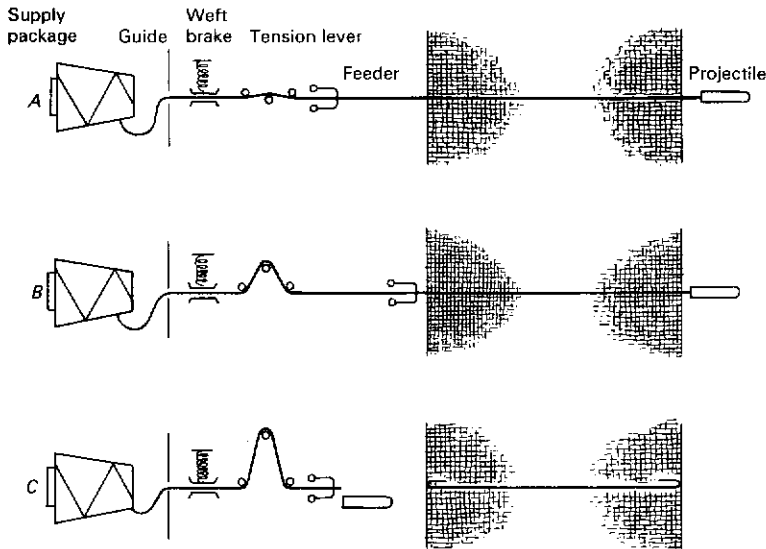 Supply package
Guide
Weft brake
Tension lever
Feeder
Projectile
A
B
C